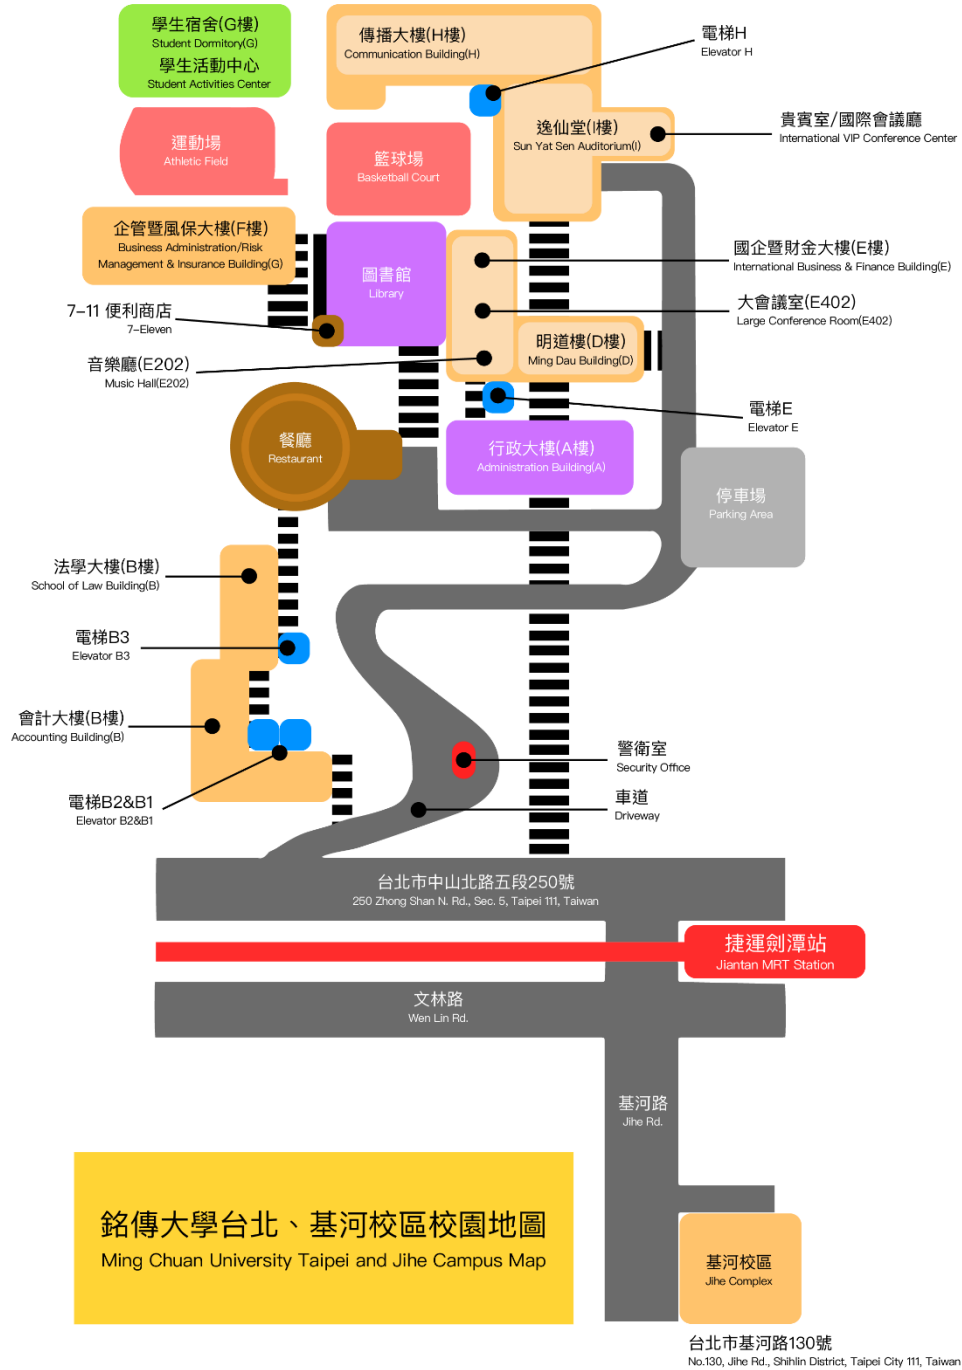 學生宿舍(G樓)
Student Dormitory(G)
學生活動中心
Student Activities Center
傳播大樓(H樓)
Communication Building(H)
電梯H
Elevator H
運動場
Athletic Field
籃球場
Basketball Court
逸仙堂(I樓)
Sun Yat Sen Auditorium(I)
貴賓室/國際會議廳
International VIP Conference Center
企管暨風保大樓(F樓)
Business Administration/Risk
Management & Insurance Building(G)
圖書館
Library
國企暨財金大樓(E樓)
International Business & Finance Building(E)
7-11 便利商店
7-Eleven
大會議室(E402)
Large Conference Room(E402)
音樂廳(E202)
Music Hall(E202)
明道樓(D樓)
Ming Dau Building(D)
電梯E
Elevator E
餐廳
Restaurant
行政大樓(A樓)
Administration Building(A)
停車場
Parking Area
法學大樓(B樓)
School of Law Building(B)
電梯B3
Elevator B3
會計大樓(B樓)
Accounting Building(B)
電梯B2&B1
Elevator B2&B1
警衛室
Security Office
車道
Driveway
台北市中山北路五段250號
250 Zhong Shan N. Rd., Sec. 5, Taipei 111, Taiwan
捷運劍潭站
Jiantan MRT Station
文林路
Wen Lin Rd.
基河路
Jihe Rd.
銘傳大學台北、基河校區校園地圖
Ming Chuan University Taipei and Jihe Campus Map
基河校區
Jihe Complex
台北市基河路130號
No.130, Jihe Rd., Shihlin District, Taipei City 111, Taiwan